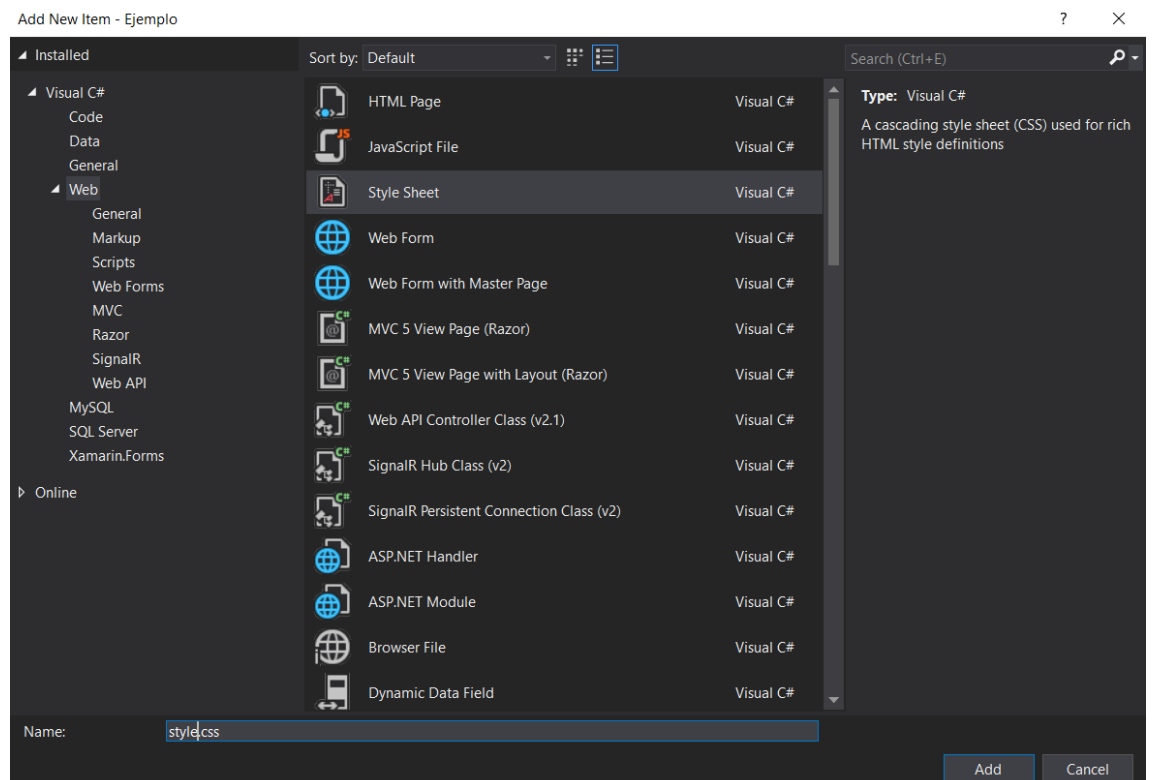 Add New Item - Ejemplo
?
Installed
Sort by: Default
Search (Ctrl+E)
Visual C#
Code
Data
General
Web
General
Markup
Scripts
Web Forms
MVC
Razor
SignalR
Web API
MySQL
SQL Server
Xamarin.Forms
Online
HTML Page Visual C#
JavaScript File Visual C#
Style Sheet Visual C#
Web Form Visual C#
Web Form with Master Page Visual C#
MVC 5 View Page (Razor) Visual C#
MVC 5 View Page with Layout (Razor) Visual C#
Web API Controller Class (v2.1) Visual C#
SignalR Hub Class (v2) Visual C#
SignalR Persistent Connection Class (v2) Visual C#
ASP.NET Handler Visual C#
ASP.NET Module Visual C#
Browser File Visual C#
Dynamic Data Field Visual C#
Type: Visual C#
A cascading style sheet (CSS) used for rich
HTML style definitions
Name: style.css
Add Cancel